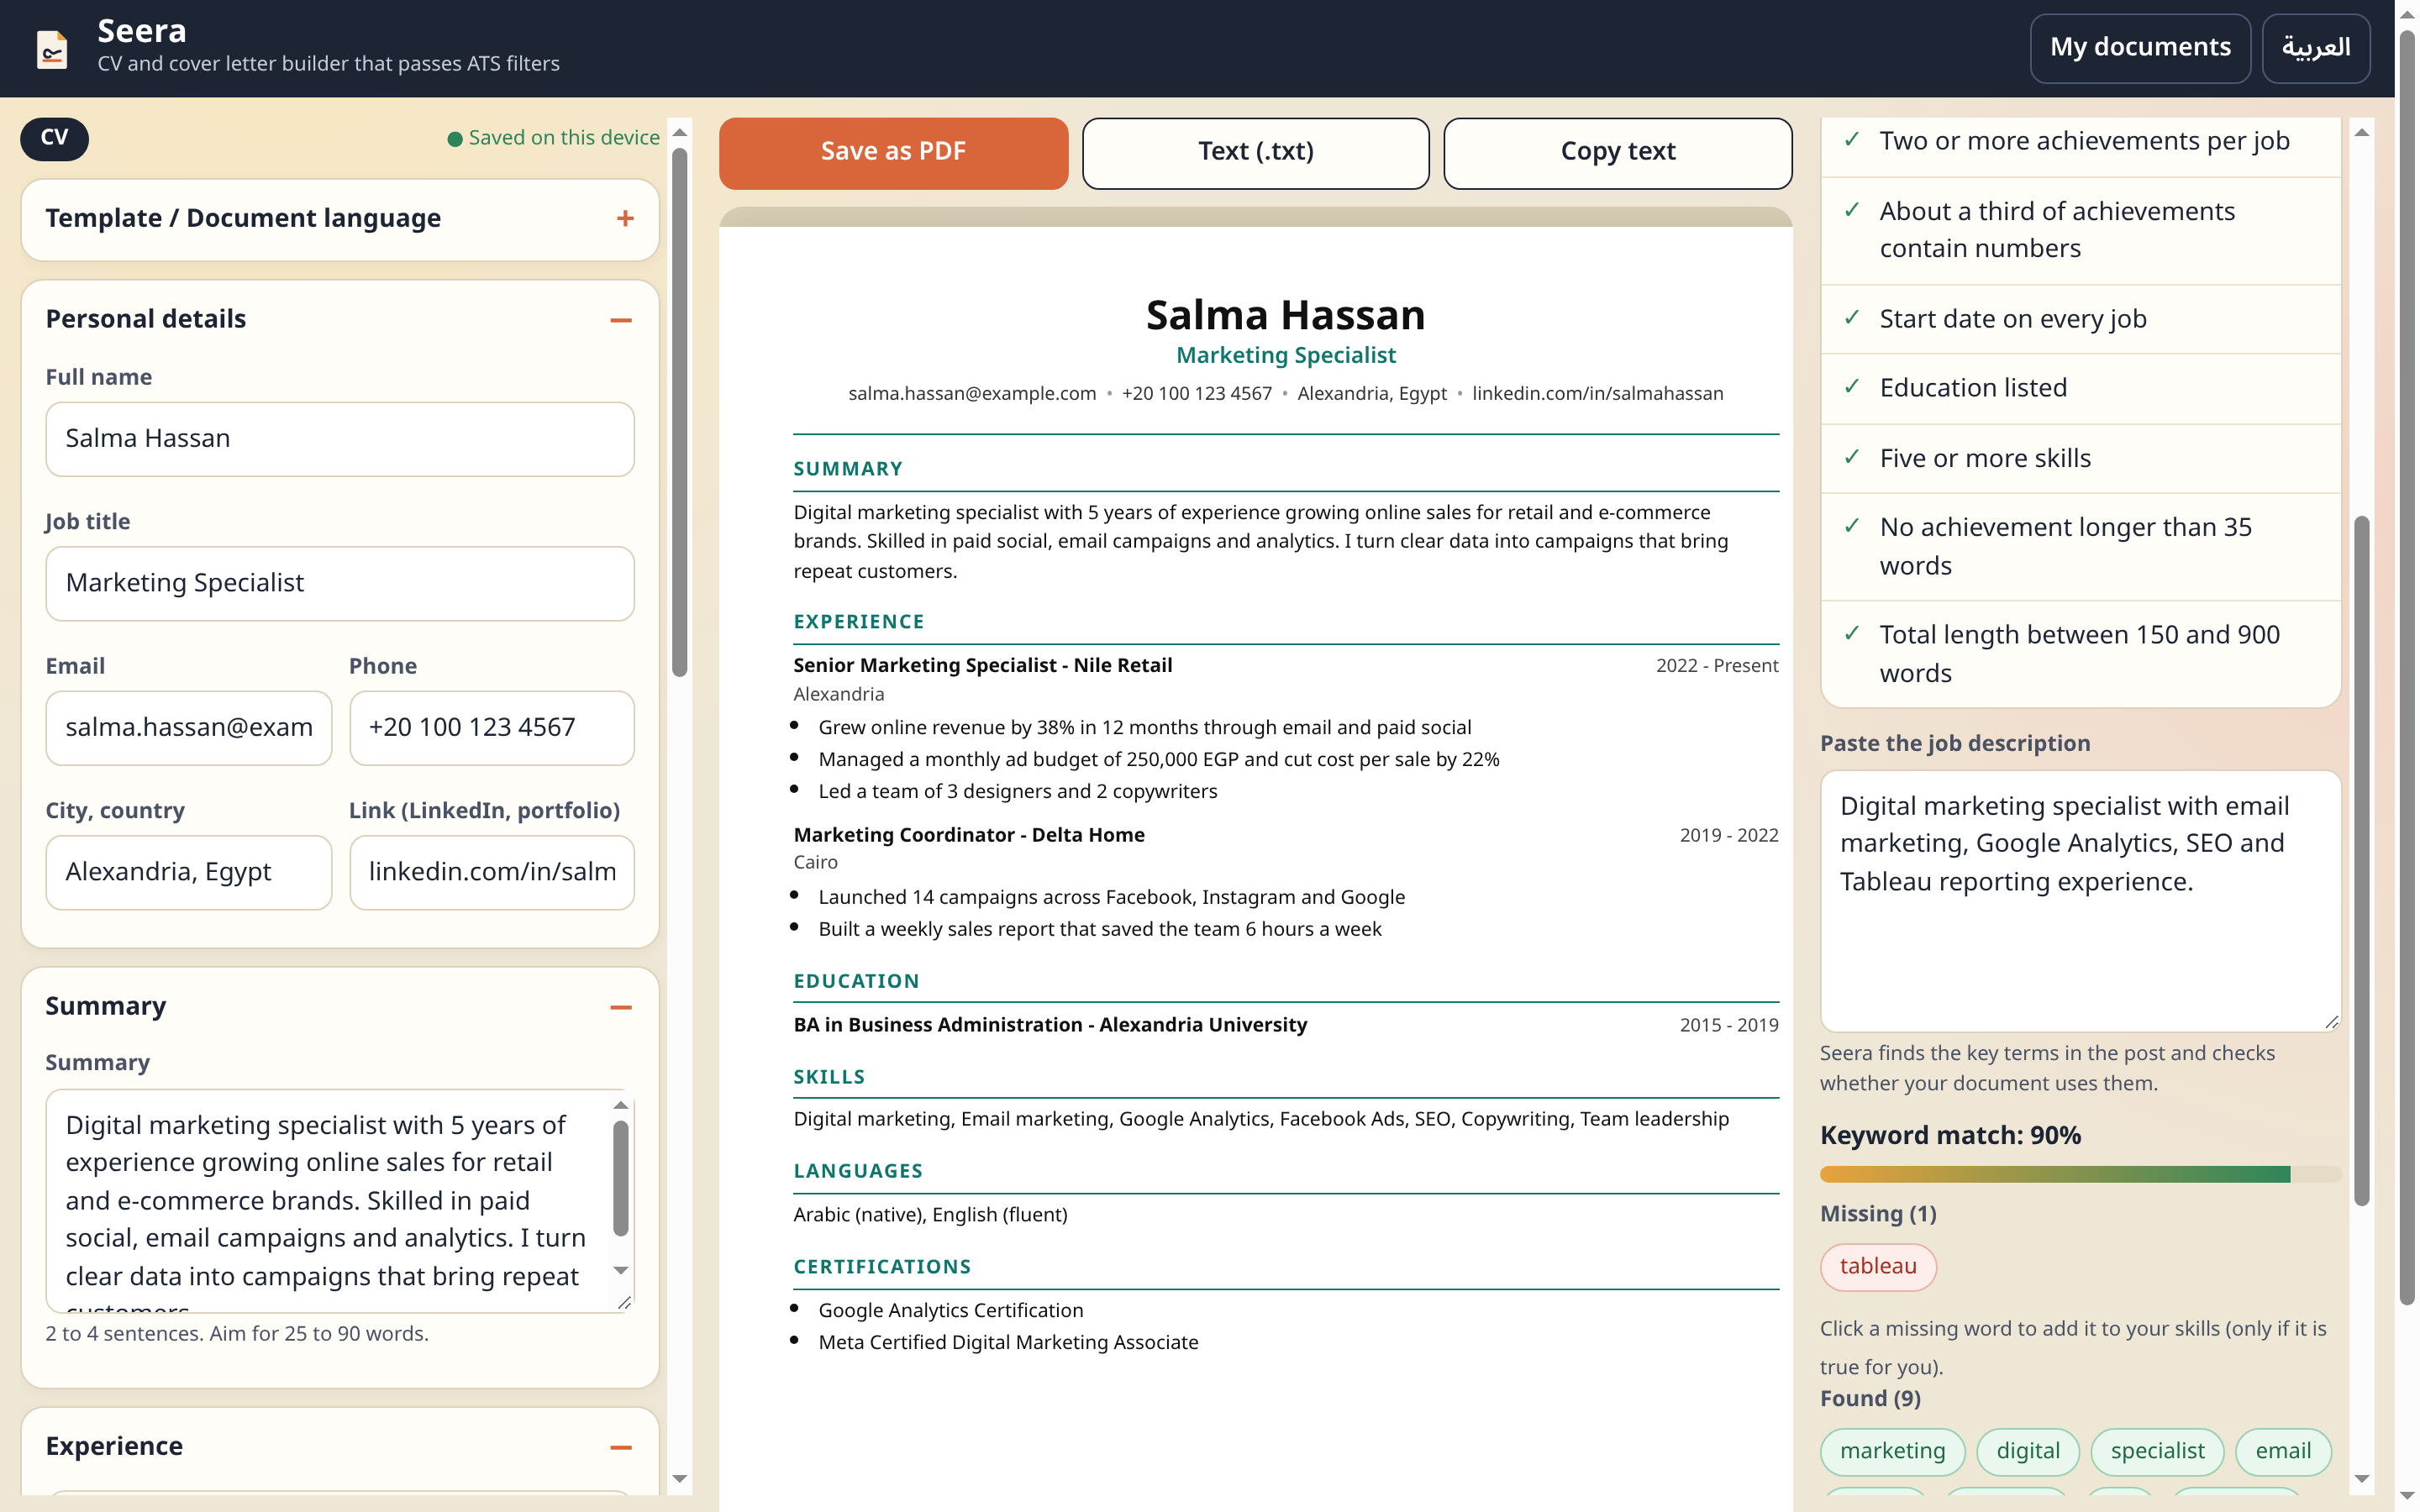 Seera
CV and cover letter builder that passes ATS filters
My documents
العربية
CV
Saved on this device
Template / Document language
Personal details
Full name
Salma Hassan
Job title
Marketing Specialist
Email
Phone
salma.hassan@exam
+20 100 123 4567
City, country
Link (LinkedIn, portfolio)
Alexandria, Egypt
linkedin.com/in/salm
Summary
Summary
Digital marketing specialist with 5 years of
experience growing online sales for retail
and e-commerce brands. Skilled in paid
social, email campaigns and analytics. I turn
clear data into campaigns that bring repeat
customers.
2 to 4 sentences. Aim for 25 to 90 words.
Experience
Save as PDF
Text (.txt)
Copy text
Salma Hassan
Marketing Specialist
salma.hassan@example.com • +20 100 123 4567 • Alexandria, Egypt • linkedin.com/in/salmahassan
SUMMARY
Digital marketing specialist with 5 years of experience growing online sales for retail and e-commerce
brands. Skilled in paid social, email campaigns and analytics. I turn clear data into campaigns that bring
repeat customers.
EXPERIENCE
Senior Marketing Specialist - Nile Retail 2022 - Present
Alexandria
• Grew online revenue by 38% in 12 months through email and paid social
• Managed a monthly ad budget of 250,000 EGP and cut cost per sale by 22%
• Led a team of 3 designers and 2 copywriters
Marketing Coordinator - Delta Home 2019 - 2022
Cairo
• Launched 14 campaigns across Facebook, Instagram and Google
• Built a weekly sales report that saved the team 6 hours a week
EDUCATION
BA in Business Administration - Alexandria University 2015 - 2019
SKILLS
Digital marketing, Email marketing, Google Analytics, Facebook Ads, SEO, Copywriting, Team leadership
LANGUAGES
Arabic (native), English (fluent)
CERTIFICATIONS
• Google Analytics Certification
• Meta Certified Digital Marketing Associate
✓ Two or more achievements per job
✓ About a third of achievements
contain numbers
✓ Start date on every job
✓ Education listed
✓ Five or more skills
✓ No achievement longer than 35
words
✓ Total length between 150 and 900
words
Paste the job description
Digital marketing specialist with email
marketing, Google Analytics, SEO and
Tableau reporting experience.
Seera finds the key terms in the post and checks
whether your document uses them.
Keyword match: 90%
Missing (1)
tableau
Click a missing word to add it to your skills (only if it is
true for you).
Found (9)
marketing
digital
specialist
email